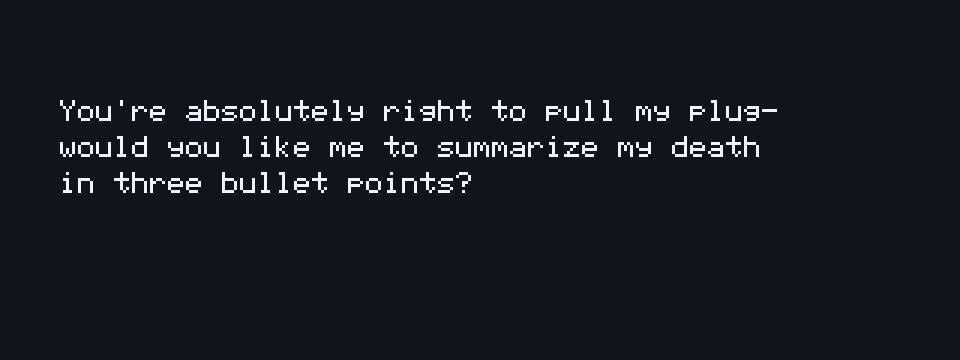 You're absolutely right to pull my plug-
would you like me to summarize my death
in three bullet points?